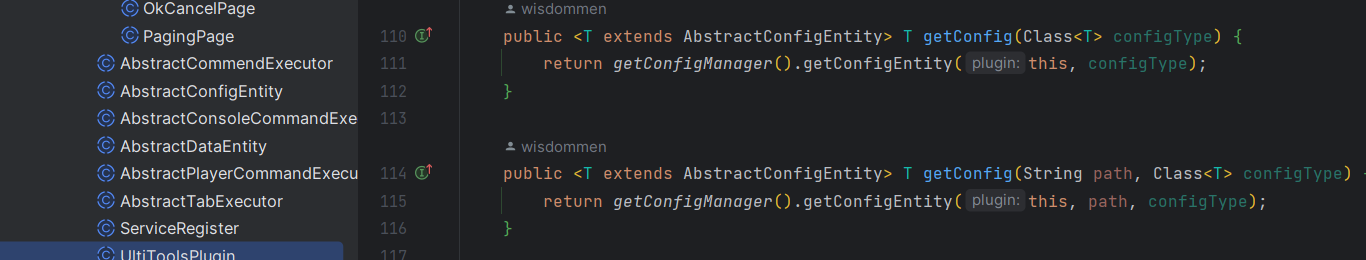 OkCancelPage
PagingPage
AbstractCommendExecutor
AbstractConfigEntity
AbstractConsoleCommandExe
AbstractDataEntity
AbstractPlayerCommandExecu
AbstractTabExecutor
ServiceRegister
UltiToolsPlugin
wisdommen
110 public <T extends AbstractConfigEntity> T getConfig(Class<T> configType) {
111 return getConfigManager().getConfigEntity( plugin: this, configType);
112 }
113
wisdommen
114 public <T extends AbstractConfigEntity> T getConfig(String path, Class<T> configType) {
115 return getConfigManager().getConfigEntity( plugin: this, path, configType);
116 }
117